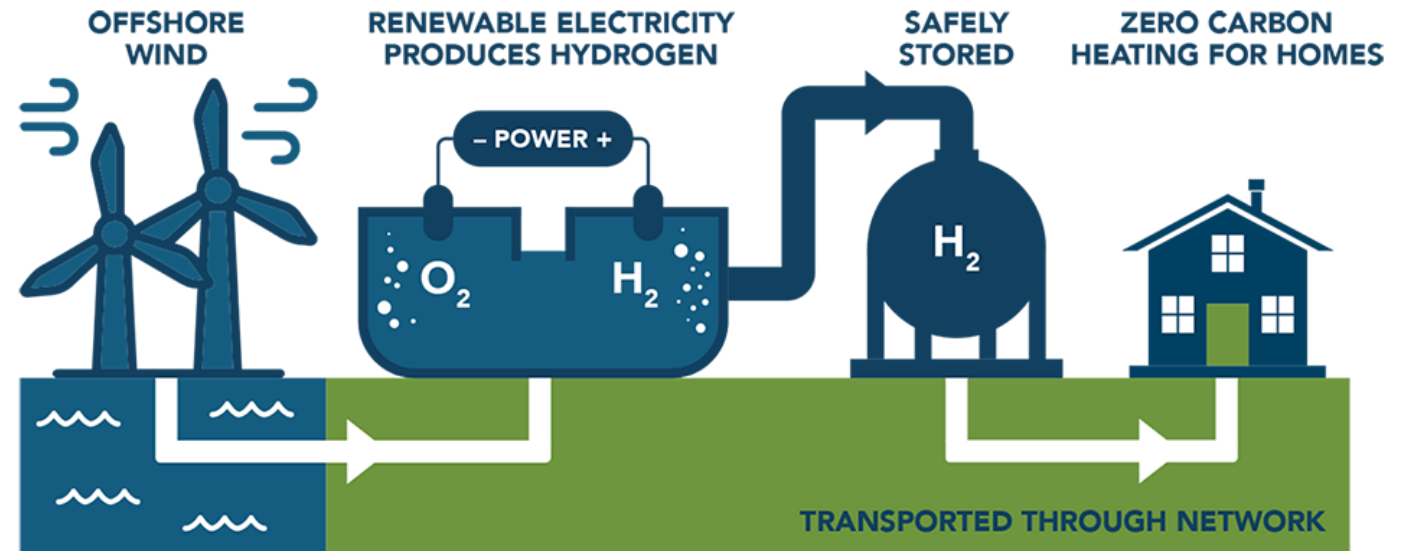 OFFSHORE
WIND
RENEWABLE ELECTRICITY
PRODUCES HYDROGEN
SAFELY
STORED
ZERO CARBON
HEATING FOR HOMES
– POWER +
O₂
H₂
H₂
TRANSPORTED THROUGH NETWORK